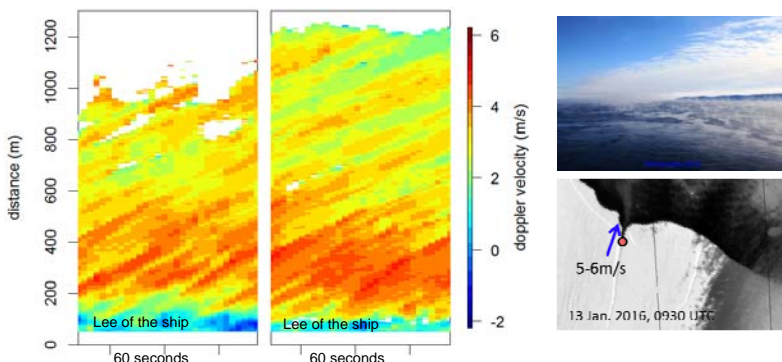 distance (m)
0
200
400
600
800
1000
1200
Lee of the ship
Lee of the ship
60 seconds
60 seconds
doppler velocity (m/s)
6
4
2
0
-2
5-6m/s
13 Jan. 2016, 0930 UTC